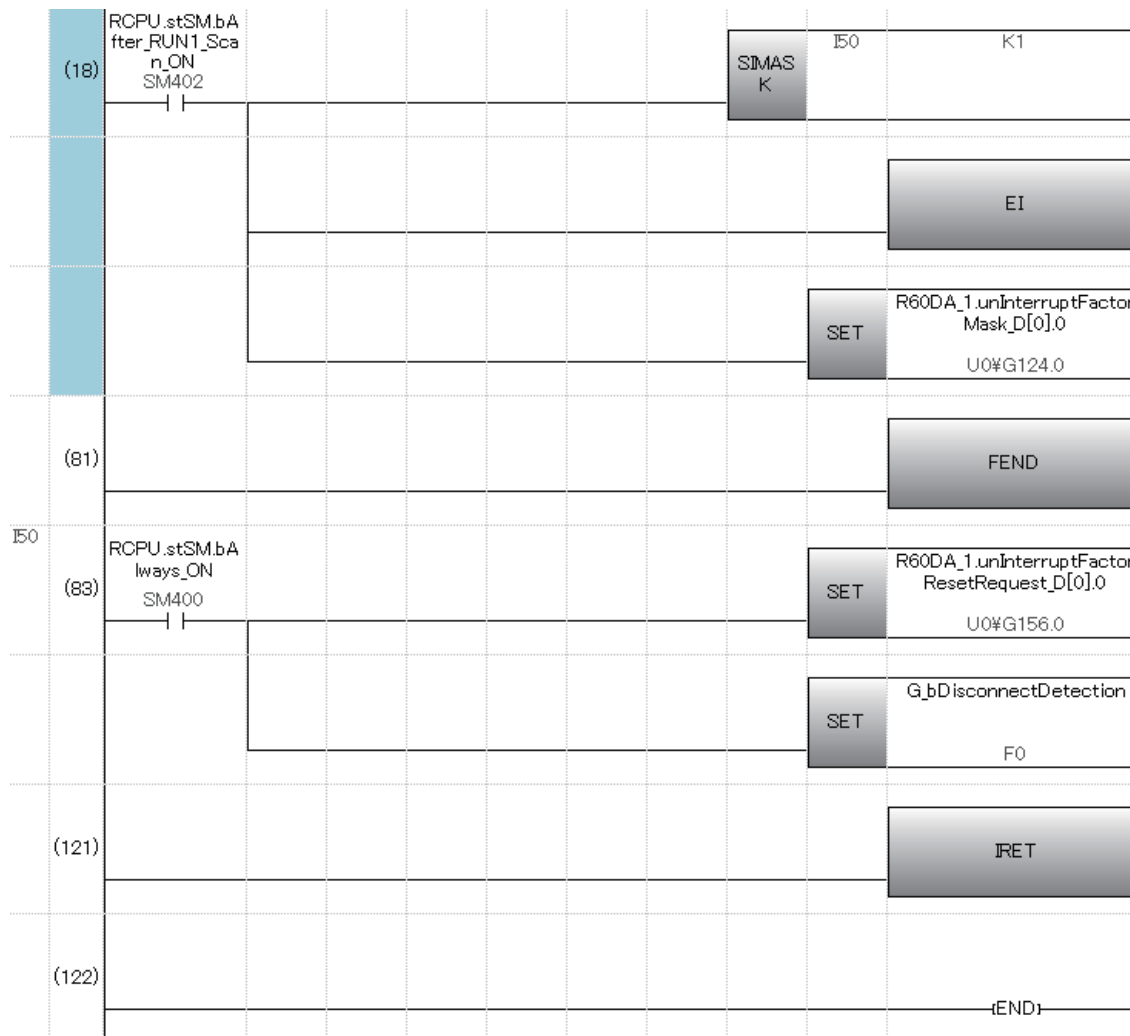 RCPU.stSM.bA
fter_RUN1_Sca
n_ON
(18)
SM402
SIMAS
K
I50
K1
EI
SET
R60DA_1.unInterruptFactor
Mask_D[0].0
U0¥G124.0
(81)
FEND
I50
RCPU.stSM.bA
lways_ON
(83)
SM400
SET
R60DA_1.unInterruptFactor
ResetRequest_D[0].0
U0¥G156.0
SET
G_bDisconnectDetection
F0
(121)
IRET
(122)
[END]